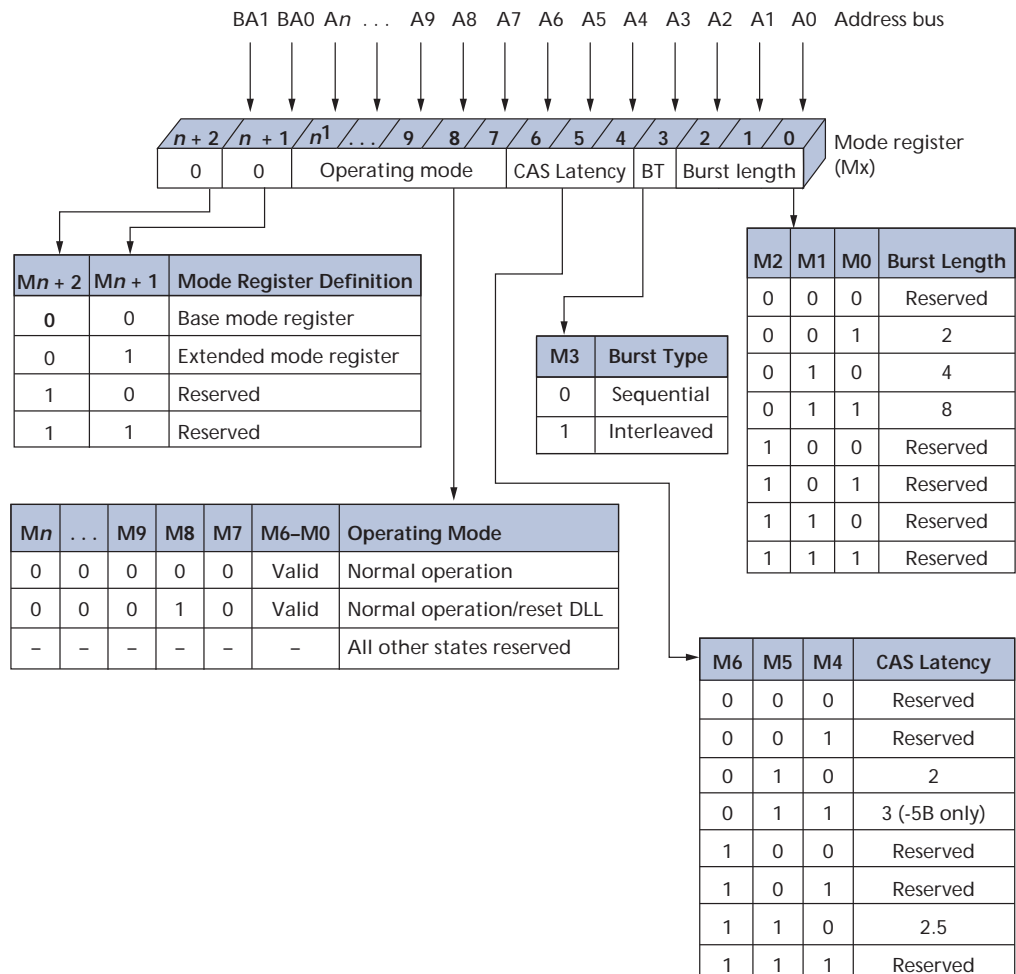 BA1 BA0 An . . . A9 A8 A7 A6 A5 A4 A3 A2 A1 A0 Address bus
n + 2 n + 1 n1 . . . 9 8 7 6 5 4 3 2 1 0
Mode register
(Mx)
0 0 Operating mode CAS Latency BT Burst length
Mn + 2 Mn + 1 Mode Register Definition
0 0 Base mode register
0 1 Extended mode register
1 0 Reserved
1 1 Reserved
M3 Burst Type
0 Sequential
1 Interleaved
M2 M1 M0 Burst Length
0 0 0 Reserved
0 0 1 2
0 1 0 4
0 1 1 8
1 0 0 Reserved
1 0 1 Reserved
1 1 0 Reserved
1 1 1 Reserved
Mn . . . M9 M8 M7 M6–M0 Operating Mode
0 0 0 0 0 Valid Normal operation
0 0 0 1 0 Valid Normal operation/reset DLL
– – – – – – All other states reserved
M6 M5 M4 CAS Latency
0 0 0 Reserved
0 0 1 Reserved
0 1 0 2
0 1 1 3 (-5B only)
1 0 0 Reserved
1 0 1 Reserved
1 1 0 2.5
1 1 1 Reserved